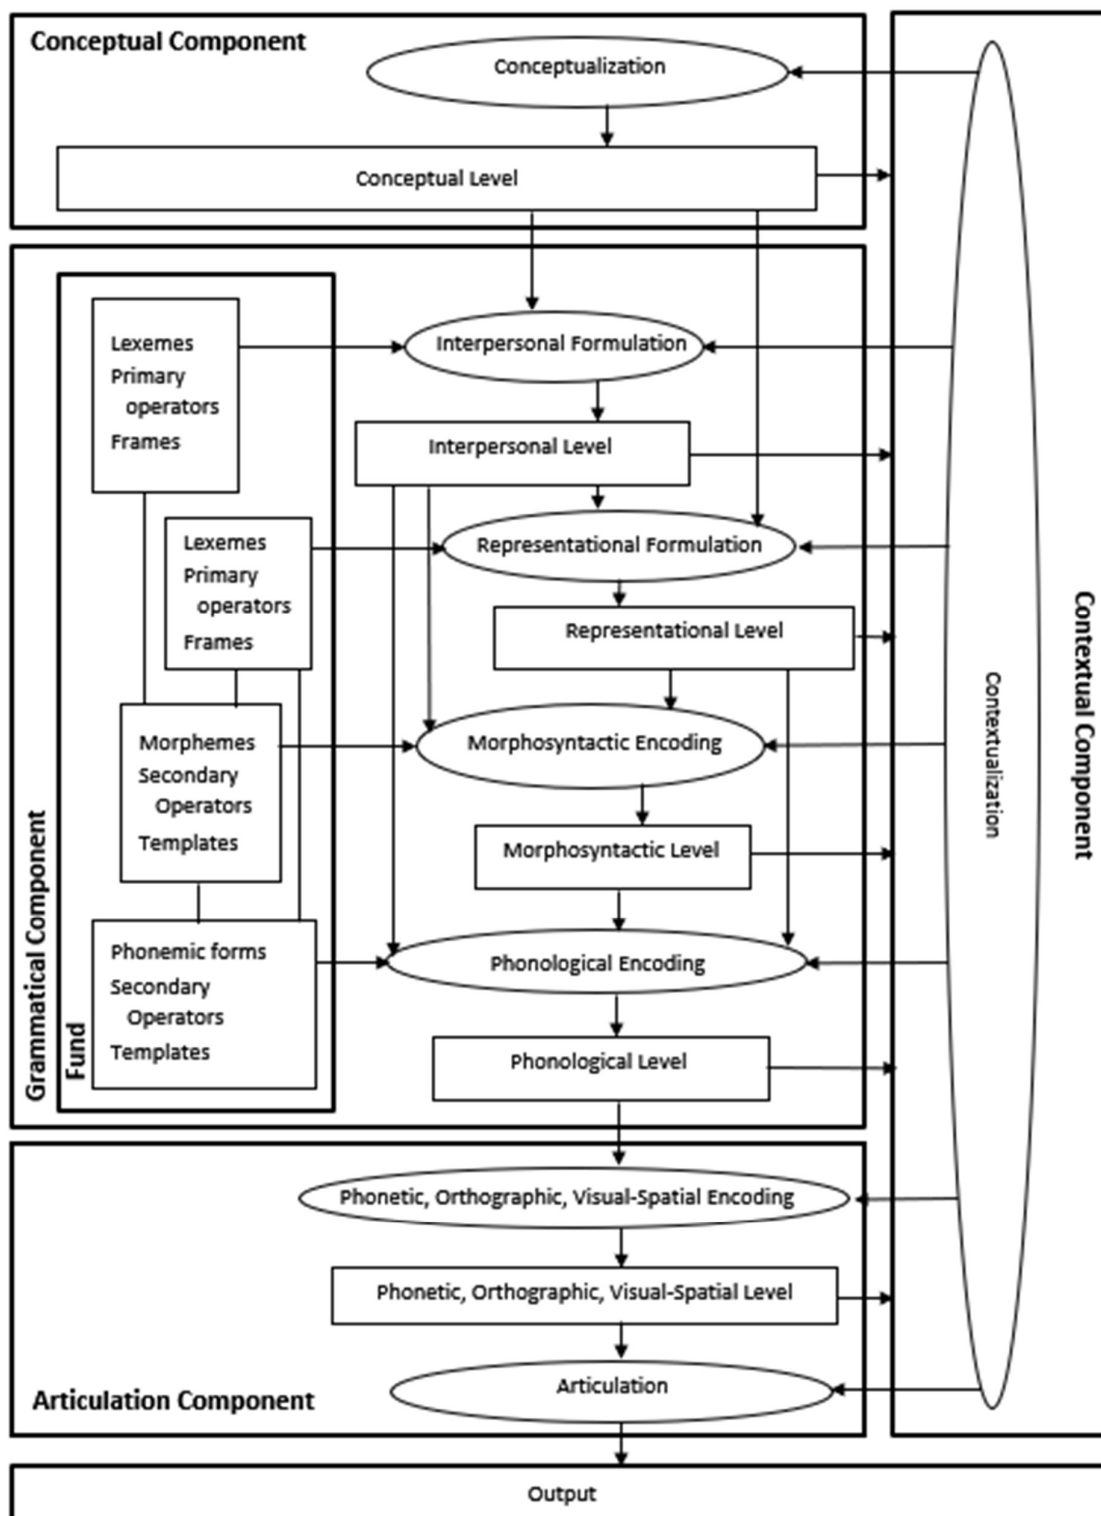 Conceptual Component
Conceptualization
Conceptual Level
Grammatical Component
Fund
Lexemes
Primary
operators
Frames
Interpersonal Formulation
Interpersonal Level
Lexemes
Primary
operators
Frames
Representational Formulation
Representational Level
Morphemes
Secondary
Operators
Templates
Morphosyntactic Encoding
Morphosyntactic Level
Phonemic forms
Secondary
Operators
Templates
Phonological Encoding
Phonological Level
Phonetic, Orthographic, Visual-Spatial Encoding
Phonetic, Orthographic, Visual-Spatial Level
Articulation Component
Articulation
Contextualization
Contextual Component
Output